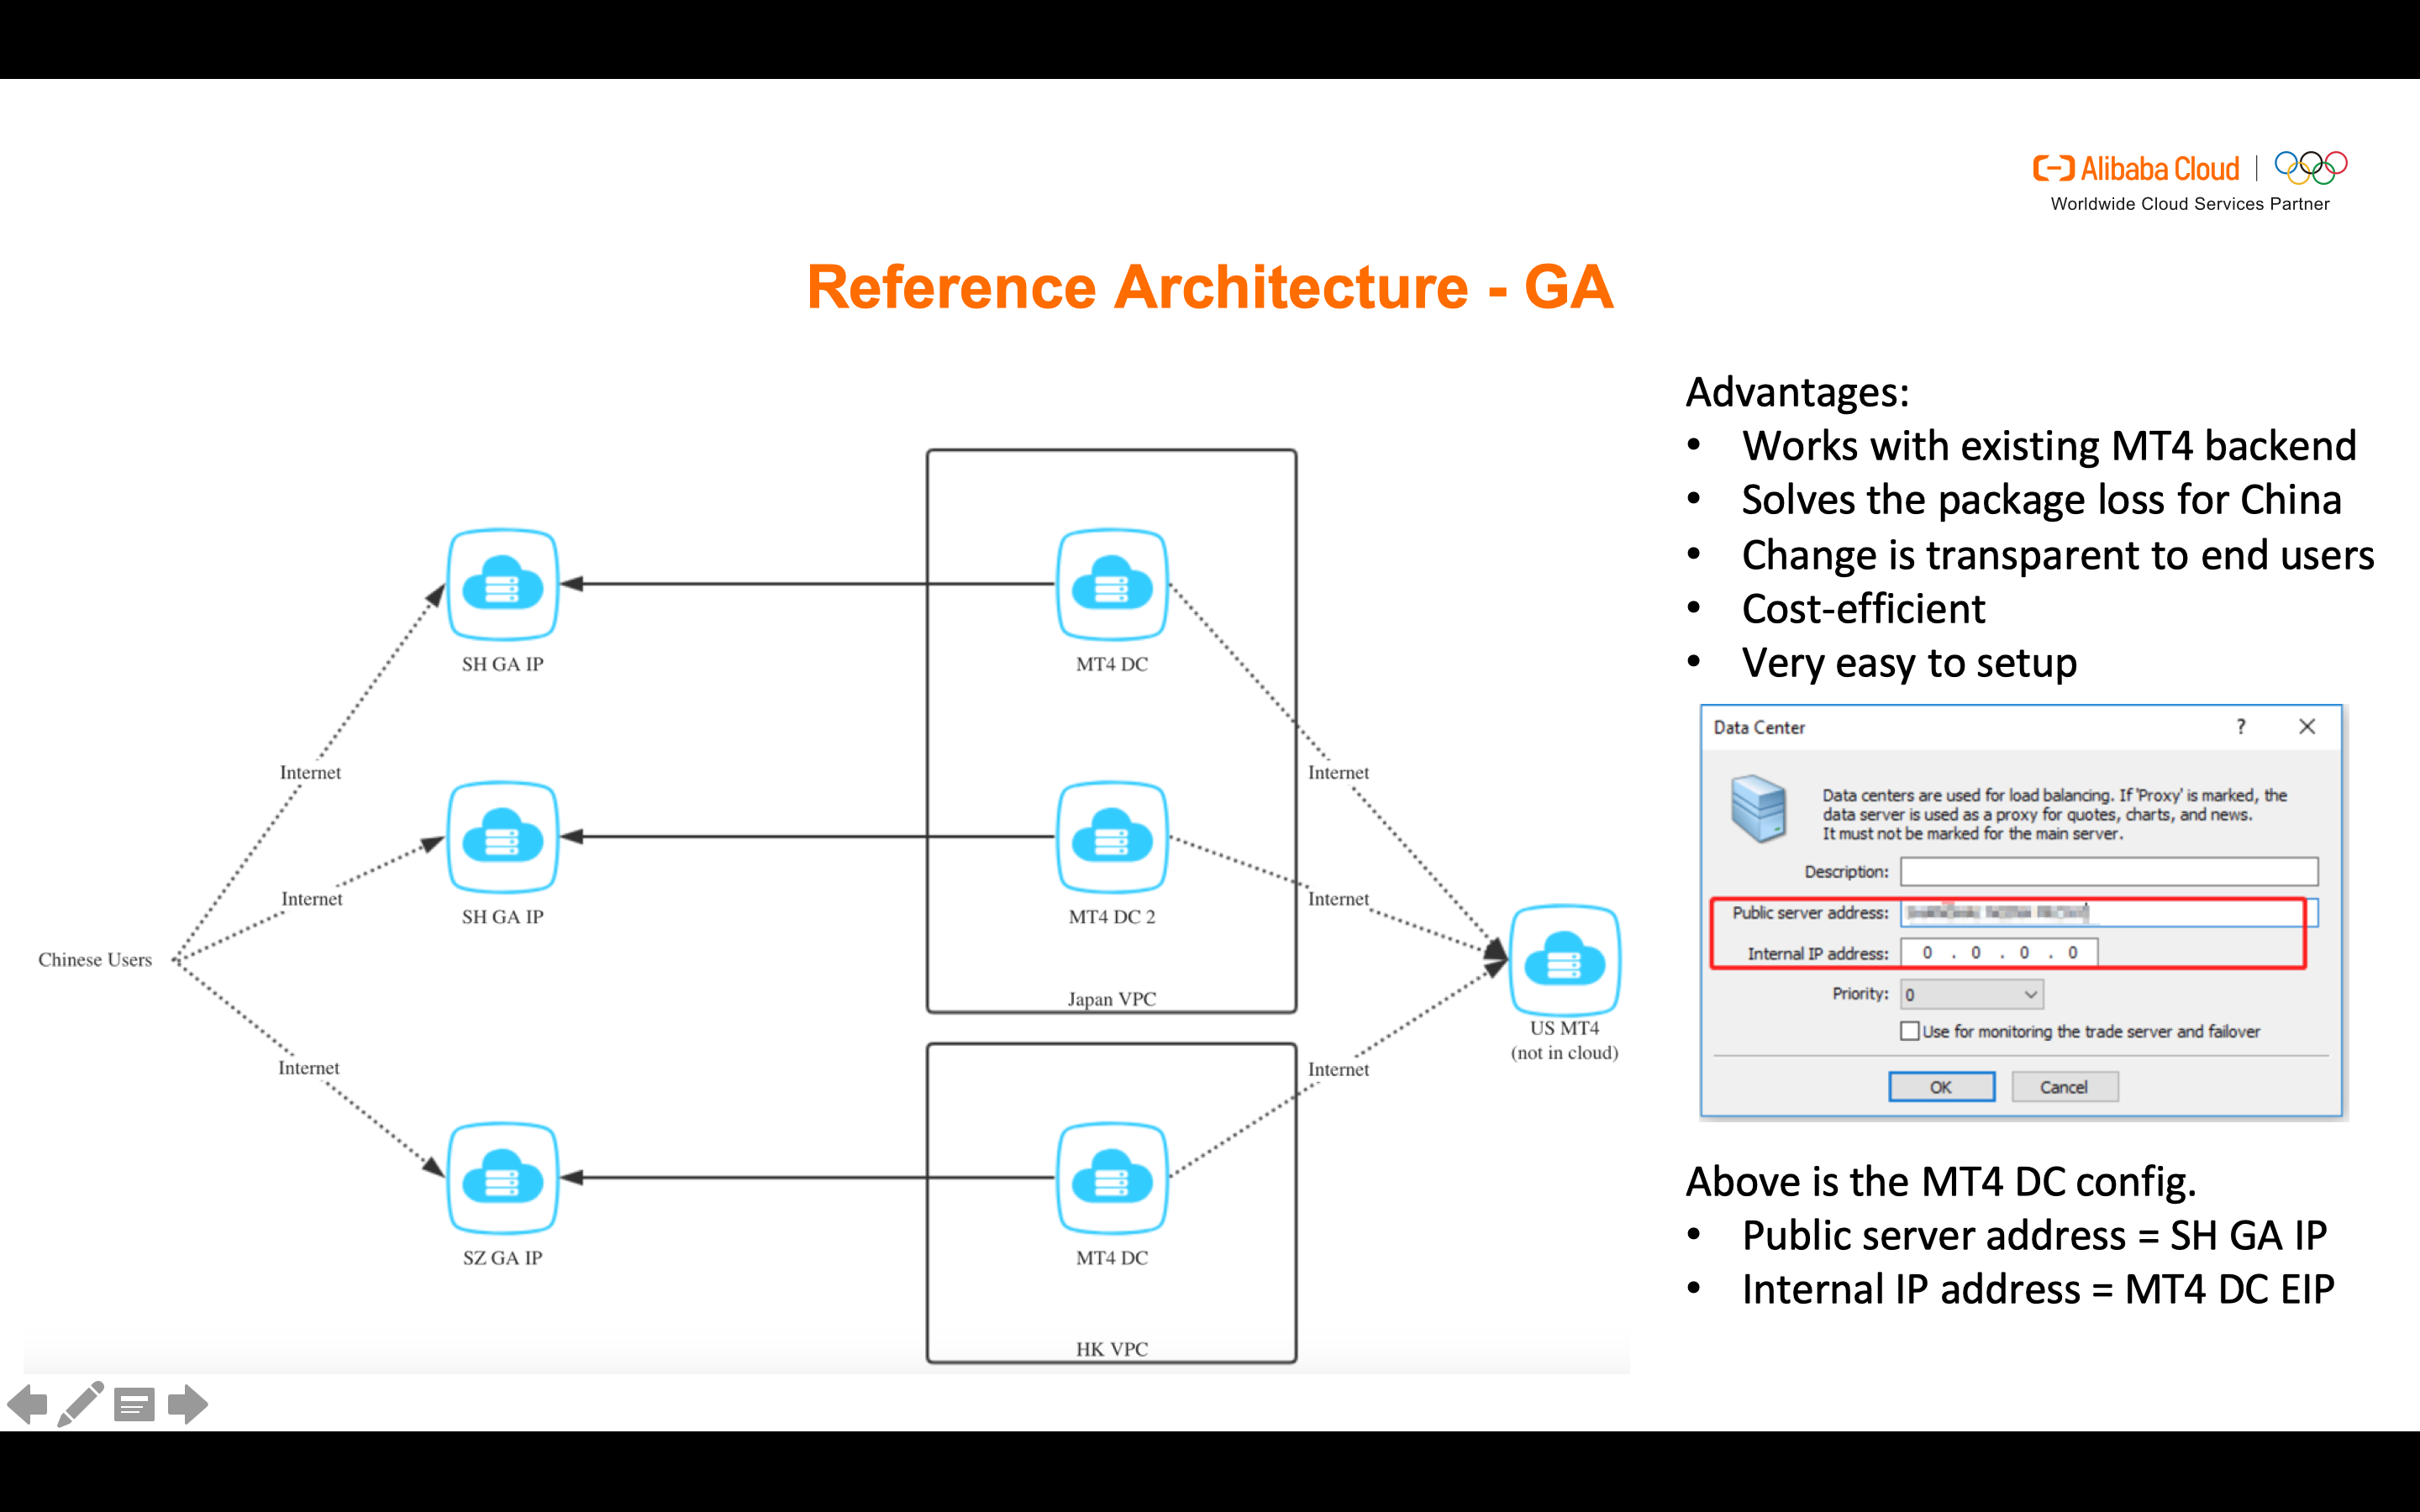 Alibaba Cloud
Worldwide Cloud Services Partner
Reference Architecture - GA
SH GA IP
MT4 DC
Internet
Internet
SH GA IP
MT4 DC 2
Internet
Internet
Chinese Users
Japan VPC
US MT4
(not in cloud)
Internet
Internet
SZ GA IP
MT4 DC
HK VPC
Advantages:
• Works with existing MT4 backend
• Solves the package loss for China
• Change is transparent to end users
• Cost-efficient
• Very easy to setup
Data Center ?
Data centers are used for load balancing. If 'Proxy' is marked, the
data server is used as a proxy for quotes, charts, and news.
It must not be marked for the main server.
Description:
Public server address:
Internal IP address: 0 . 0 . 0 . 0
Priority: 0
Use for monitoring the trade server and failover
OK Cancel
Above is the MT4 DC config.
• Public server address = SH GA IP
• Internal IP address = MT4 DC EIP